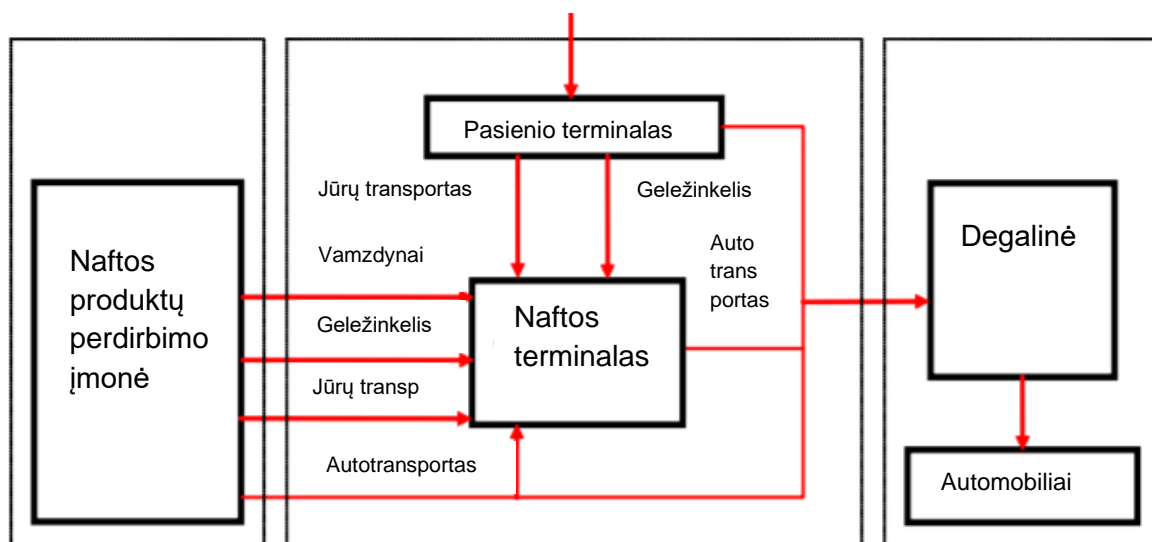 Pasienio terminalas
Jūrų transportas
Geležinkelis
Vamzdynai
Auto
trans
portas
Naftos
produktų
perdirbimo
įmonė
Geležinkelis
Naftos
terminalas
Jūrų transp
Autotransportas
Degalinė
Automobiliai